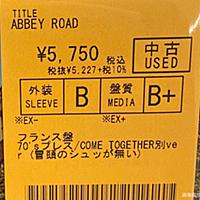 TITLE
ABBEY ROAD
¥5,750 税込
税抜¥5,227+税10%
中古
USED
外装
SLEEVE
B
盤質
MEDIA
B+
※EX-
※EX+
フランス盤
70'sプレス/COME TOGETHER別ve
r (冒頭のシュッが無い)